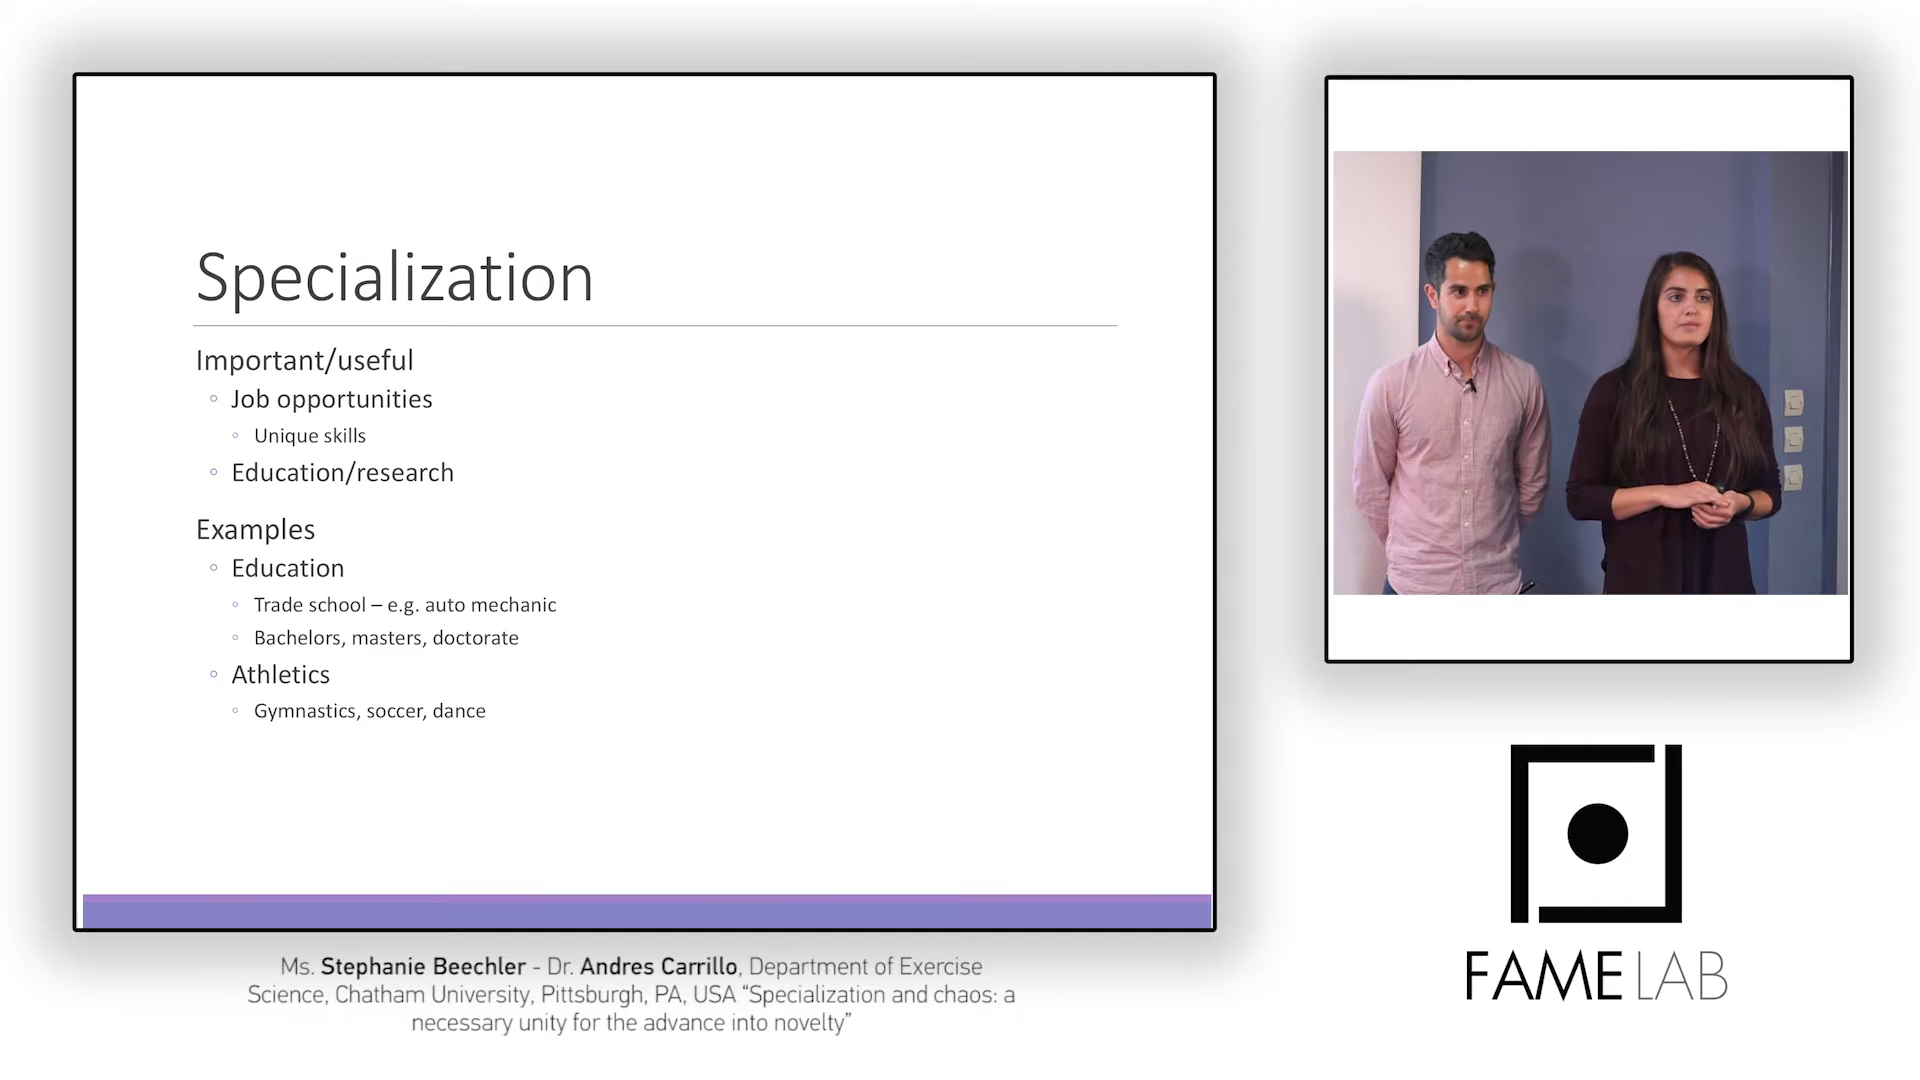 Specialization
Important/useful
◦ Job opportunities
◦ Unique skills
◦ Education/research
Examples
◦ Education
◦ Trade school – e.g. auto mechanic
◦ Bachelors, masters, doctorate
◦ Athletics
◦ Gymnastics, soccer, dance
Ms. Stephanie Beechler - Dr. Andres Carrillo, Department of Exercise
Science, Chatham University, Pittsburgh, PA, USA “Specialization and chaos: a
necessary unity for the advance into novelty”
FAME LAB